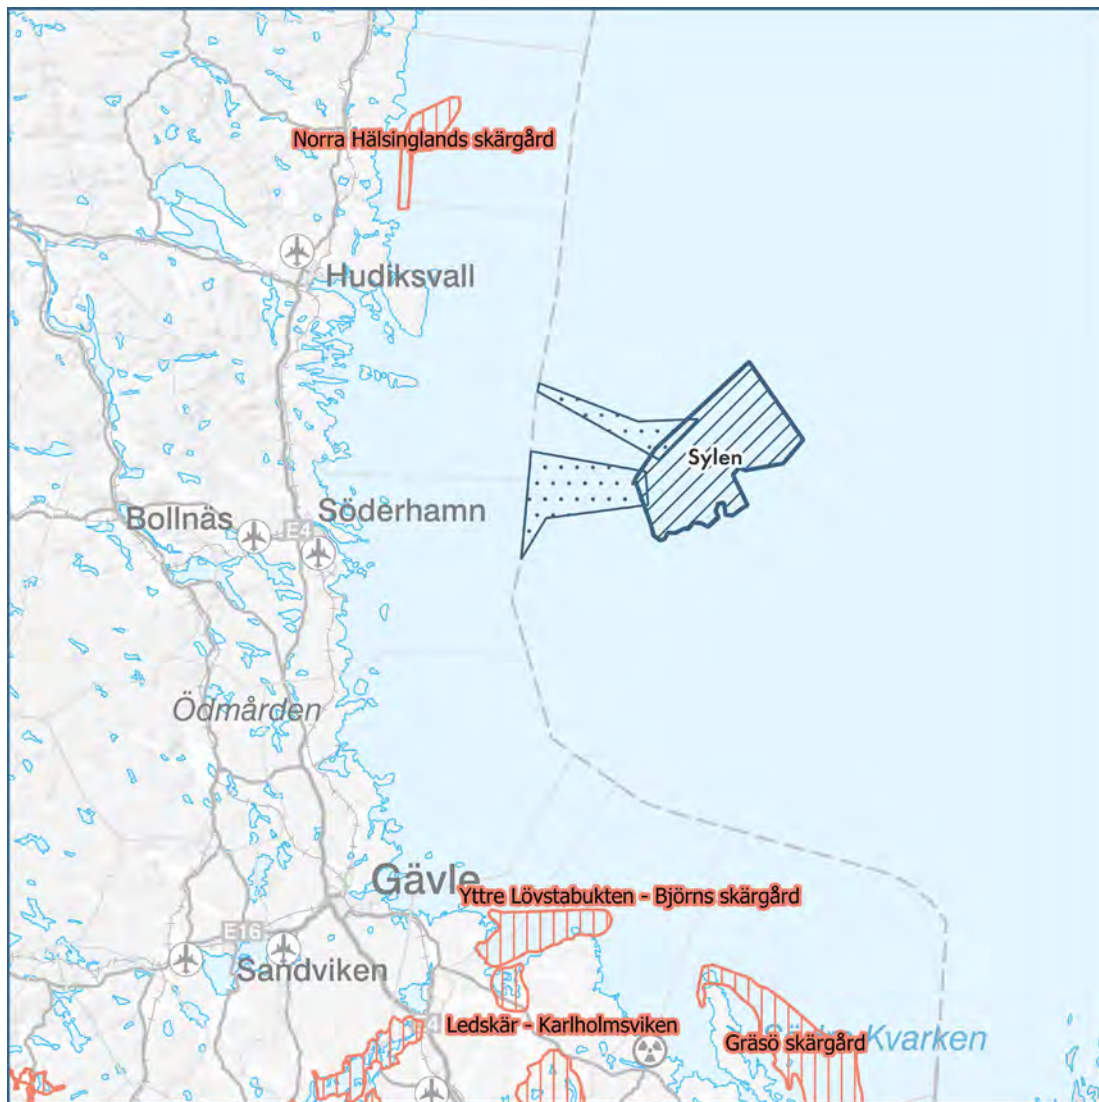 Norra Hälsinglands skärgård
Hudiksvall
Sylen
Söderhamn
Bollnäs
E4
Ödmården
Gävle
Yttre Lövstabukten - Björns skärgård
E16
Sandviken
Ledskär - Karlholmsviken
4
Kvarken
Gräsö skärgård